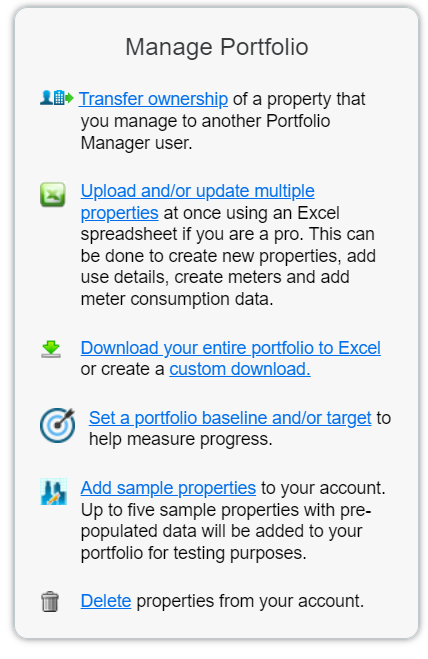 Manage Portfolio
Transfer ownership of a property that
you manage to another Portfolio
Manager user.
Upload and/or update multiple
properties at once using an Excel
spreadsheet if you are a pro. This can
be done to create new properties, add
use details, create meters and add
meter consumption data.
Download your entire portfolio to Excel
or create a custom download.
Set a portfolio baseline and/or target to
help measure progress.
Add sample properties to your account.
Up to five sample properties with pre-
populated data will be added to your
portfolio for testing purposes.
Delete properties from your account.